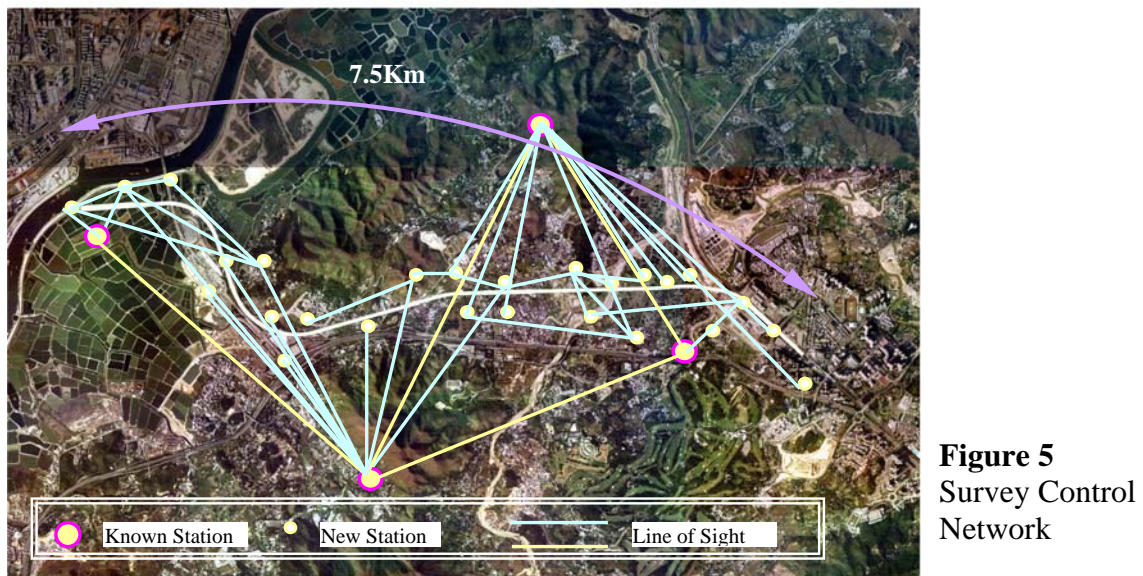 7.5Km
Known Station
New Station
Line of Sight
Figure 5
Survey Control
Network